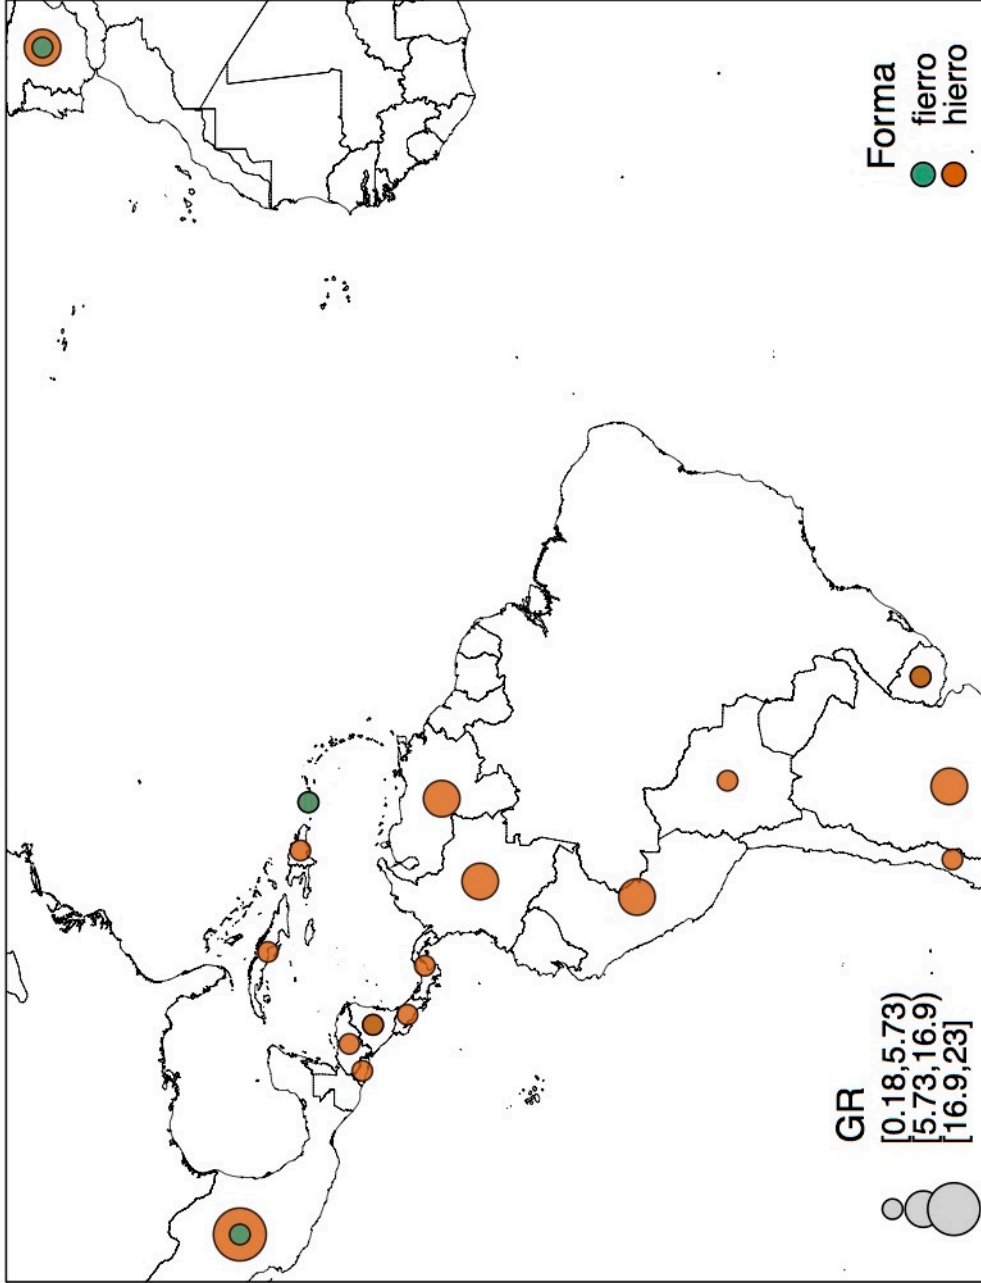 GR
[0.18,5.73)
[5.73,16.9)
[16.9,23]
Forma
fierro
hierro